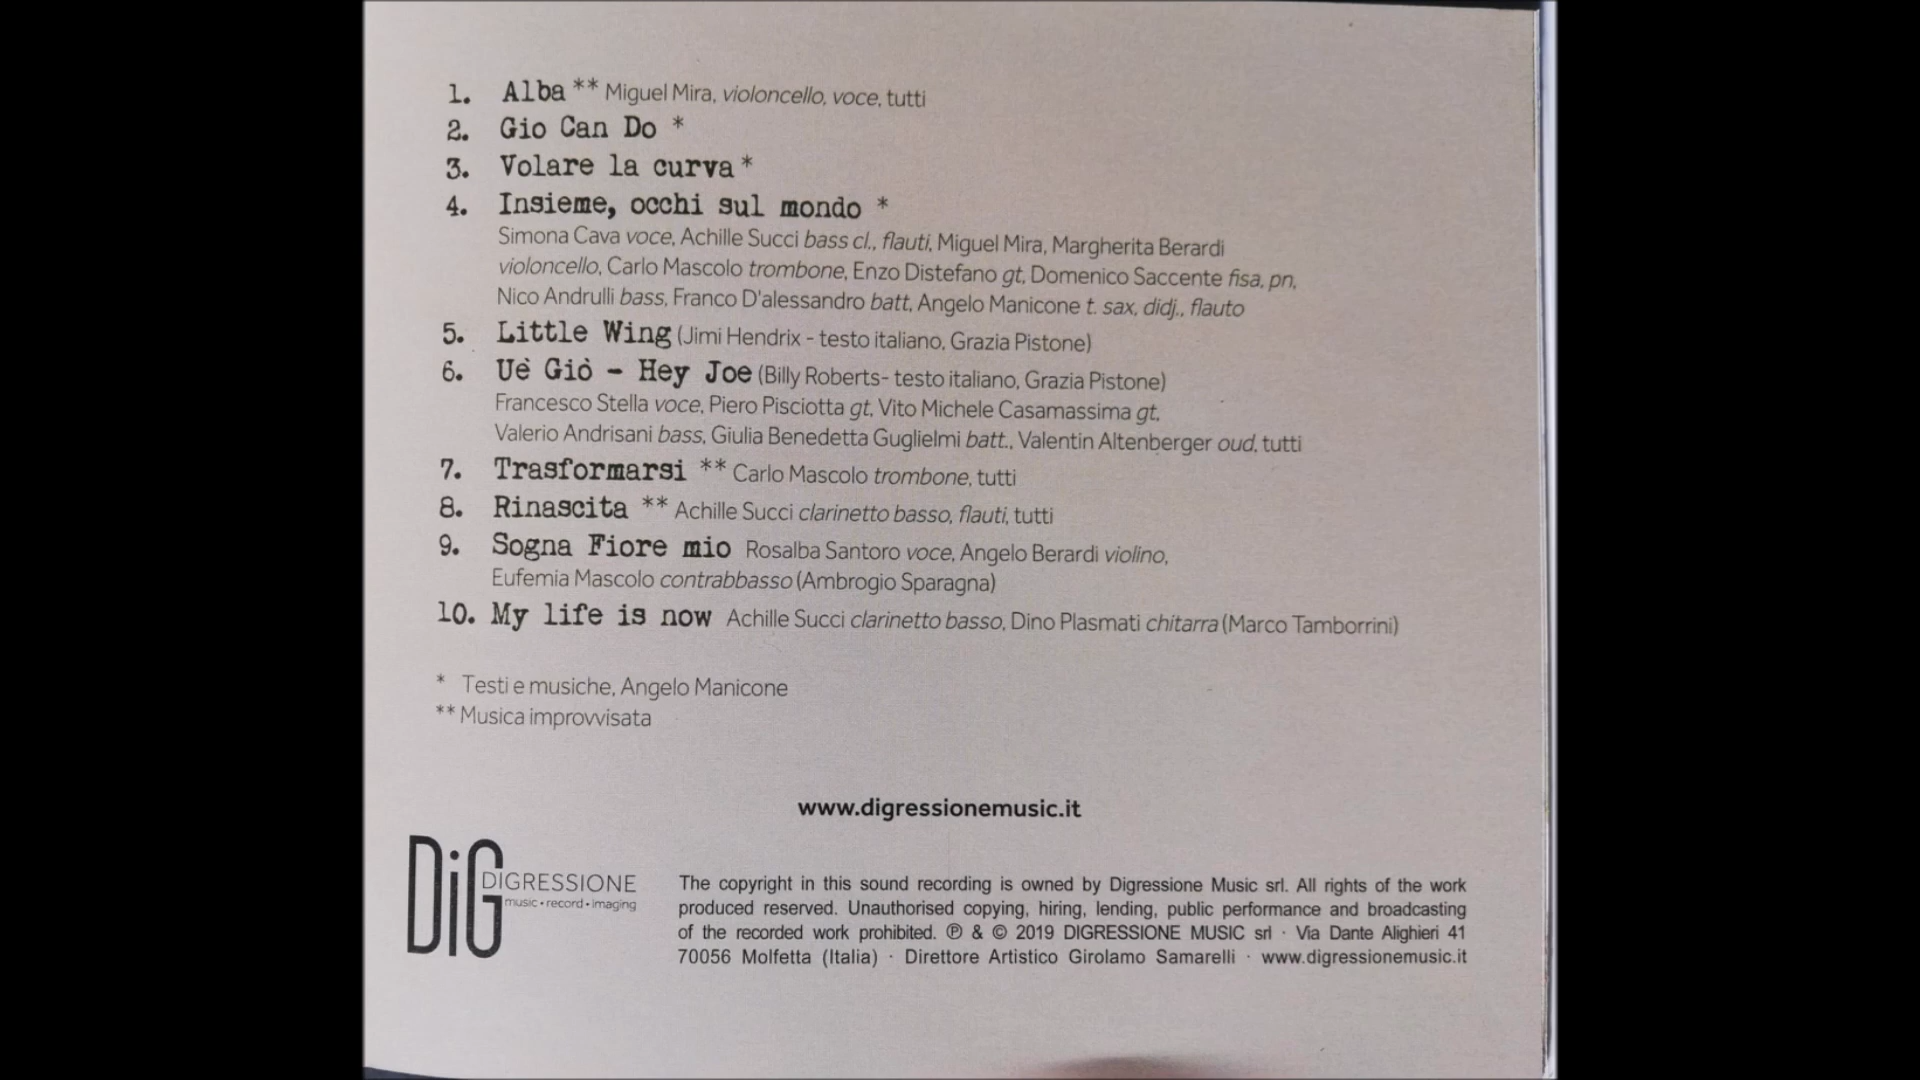 1. Alba ** Miguel Mira, violoncello, voce, tutti
2. Gio Can Do *
3. Volare la curva *
4. Insieme, occhi sul mondo *
Simona Cava voce, Achille Succi bass cl., flauti, Miguel Mira, Margherita Berardi
violoncello, Carlo Mascolo trombone, Enzo Distefano gt, Domenico Saccente fisa, pn,
Nico Andrulli bass, Franco D'alessandro batt, Angelo Manicone t. sax, didj., flauto
5. Little Wing (Jimi Hendrix - testo italiano, Grazia Pistone)
6. Uè Giò - Hey Joe (Billy Roberts- testo italiano, Grazia Pistone)
Francesco Stella voce, Piero Pisciotta gt, Vito Michele Casamassima gt,
Valerio Andrisani bass, Giulia Benedetta Guglielmi batt., Valentin Altenberger oud, tutti
7. Trasformarsi ** Carlo Mascolo trombone, tutti
8. Rinascita ** Achille Succi clarinetto basso, flauti, tutti
9. Sogna Fiore mio Rosalba Santoro voce, Angelo Berardi violino,
Eufemia Mascolo contrabbasso (Ambrogio Sparagna)
10. My life is now Achille Succi clarinetto basso, Dino Plasmati chitarra (Marco Tamborrini)
* Testi e musiche, Angelo Manicone
** Musica improvvisata
www.digressionemusic.it
DiG
DIGRESSIONE
music • record • imaging
The copyright in this sound recording is owned by Digressione Music srl. All rights of the work
produced reserved. Unauthorised copying, hiring, lending, public performance and broadcasting
of the recorded work prohibited. ℗ & © 2019 DIGRESSIONE MUSIC srl · Via Dante Alighieri 41
70056 Molfetta (Italia) · Direttore Artistico Girolamo Samarelli · www.digressionemusic.it